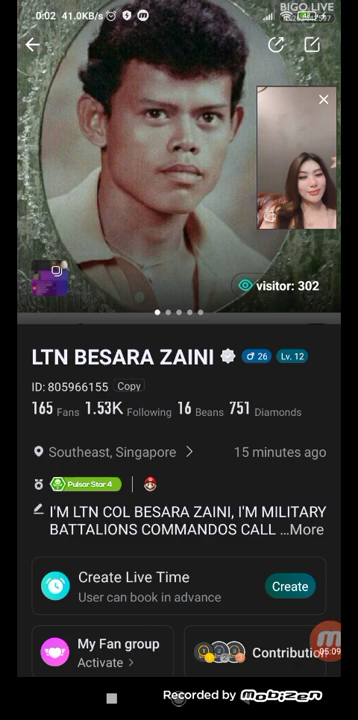 0:02 41.0KB/s
BIGO LIVE
visitor: 302
LTN BESARA ZAINI 26 Lv. 12
ID: 805966155 Copy
165 Fans 1.53K Following 16 Beans 751 Diamonds
Southeast, Singapore > 15 minutes ago
Pulsar Star 4
I'M LTN COL BESARA ZAINI, I'M MILITARY
BATTALIONS COMMANDOS CALL ...More
Create Live Time
User can book in advance
Create
My Fan group
Activate >
Contributio
05:09
Recorded by mobizen